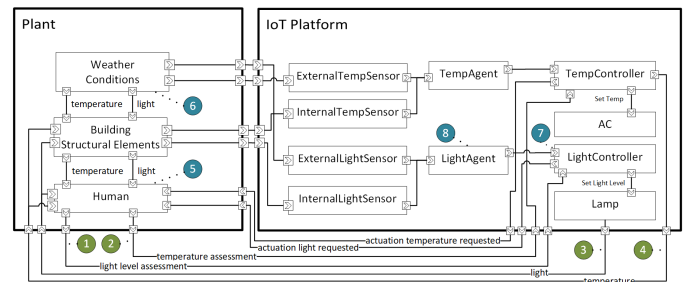 Plant
IoT Platform
Weather
Conditions
ExternalTempSensor
TempAgent
TempController
temperature
light
6
Set Temp
InternalTempSensor
AC
Building
Structural Elements
8
7
ExternalLightSensor
LightAgent
LightController
temperature
light
5
Set Light Level
Human
InternalLightSensor
Lamp
1
2
actuation temperature requested
actuation light requested
3
4
temperature assessment
light level assessment
light
temperature